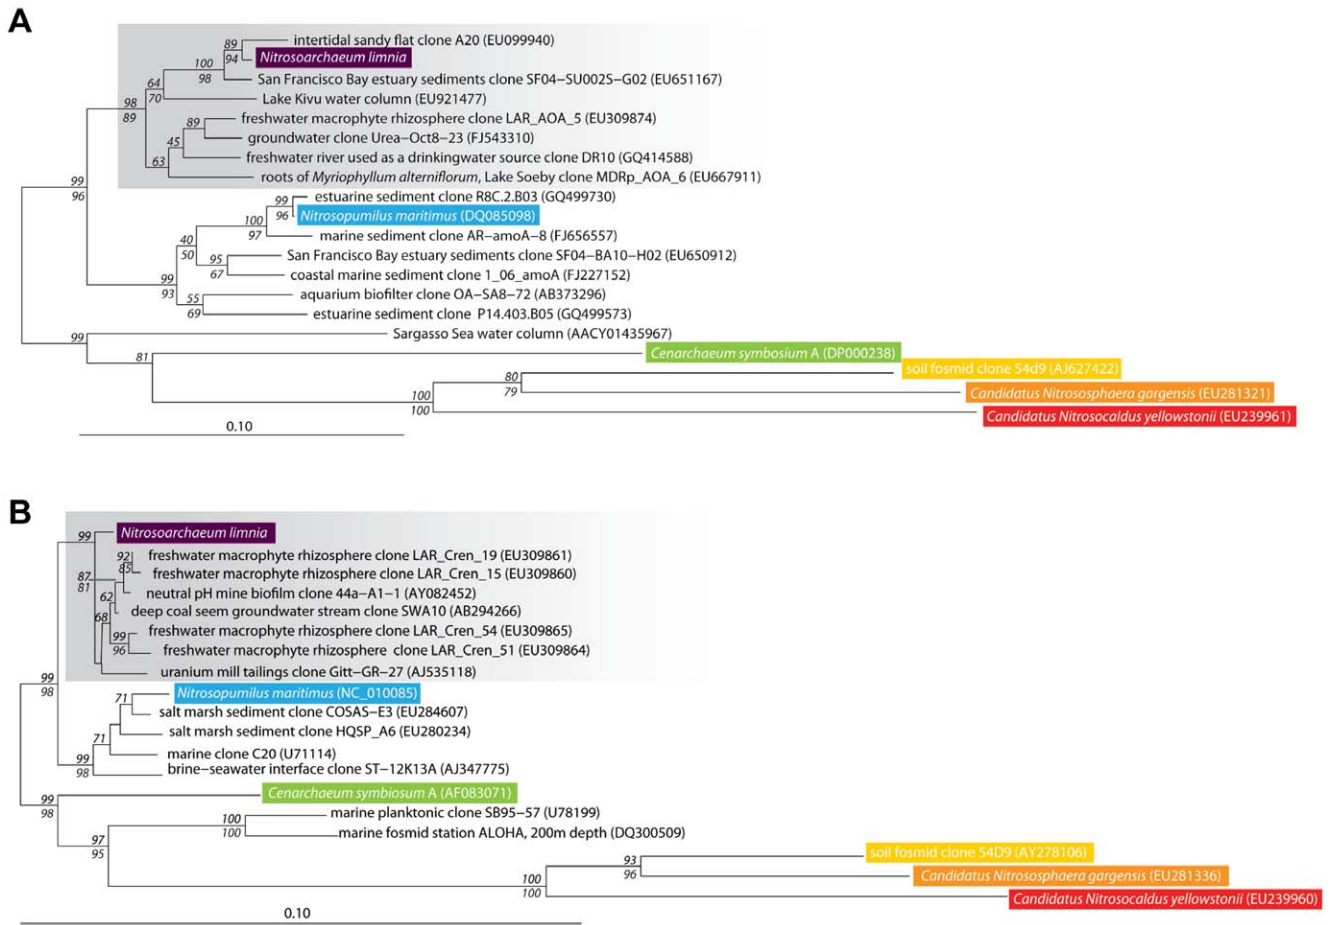 A
89 intertidal sandy flat clone A20 (EU099940)
94 Nitrosoarchaeum limnia
100
98 San Francisco Bay estuary sediments clone SF04–SU002S–G02 (EU651167)
64
70 Lake Kivu water column (EU921477)
98
89
89 freshwater macrophyte rhizosphere clone LAR_AOA_5 (EU309874)
groundwater clone Urea–Oct8–23 (FJ543310)
45
freshwater river used as a drinkingwater source clone DR10 (GQ414588)
63
roots of Myriophyllum alterniflorum, Lake Soeby clone MDRp_AOA_6 (EU667911)
99
96
99 estuarine sediment clone R8C.2.B03 (GQ499730)
96 Nitrosopumilus maritimus (DQ085098)
100
97 marine sediment clone AR–amoA–8 (FJ656557)
40
50
95 San Francisco Bay estuary sediments clone SF04–BA10–H02 (EU650912)
67 coastal marine sediment clone 1_06_amoA (FJ227152)
99
93
55 aquarium biofilter clone OA–SA8–72 (AB373296)
69 estuarine sediment clone P14.403.B05 (GQ499573)
99 Sargasso Sea water column (AACY01435967)
81 Cenarchaeum symbosium A (DP000238)
80 soil fosmid clone 54d9 (AJ627422)
79 Candidatus Nitrososphaera gargensis (EU281321)
100
100 Candidatus Nitrosocaldus yellowstonii (EU239961)
0.10
B
99 Nitrosoarchaeum limnia
92 freshwater macrophyte rhizosphere clone LAR_Cren_19 (EU309861)
85 freshwater macrophyte rhizosphere clone LAR_Cren_15 (EU309860)
87
81
neutral pH mine biofilm clone 44a–A1–1 (AY082452)
62
deep coal seem groundwater stream clone SWA10 (AB294266)
68
99 freshwater macrophyte rhizosphere clone LAR_Cren_54 (EU309865)
96 freshwater macrophyte rhizosphere clone LAR_Cren_51 (EU309864)
uranium mill tailings clone Gitt–GR–27 (AJ535118)
99
98
71 Nitrosopumilus maritimus (NC_010085)
salt marsh sediment clone COSAS–E3 (EU284607)
salt marsh sediment clone HQSP_A6 (EU280234)
71
marine clone C20 (U71114)
99
98 brine–seawater interface clone ST–12K13A (AJ347775)
99 Cenarchaeum symbiosum A (AF083071)
98
100 marine planktonic clone SB95–57 (U78199)
100 marine fosmid station ALOHA, 200m depth (DQ300509)
97
95
93 soil fosmid clone 54D9 (AY278106)
96 Candidatus Nitrososphaera gargensis (EU281336)
100
100 Candidatus Nitrosocaldus yellowstonii (EU239960)
0.10